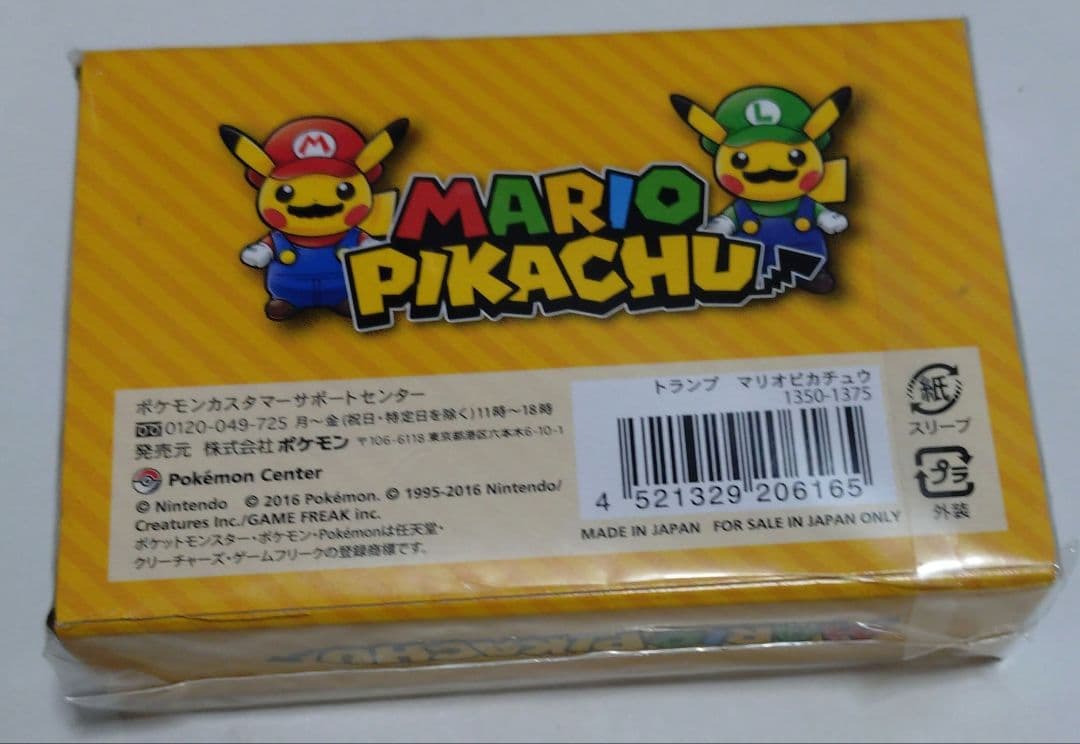 M
L
MARIO
PIKACHU
ポケモンカスタマーサポートセンター
0120-049-725 月～金(祝日・特定日を除く)11時～18時
発売元 株式会社ポケモン 〒106-6118 東京都港区六本木6-10-1
Pokémon Center
© Nintendo © 2016 Pokémon. © 1995-2016 Nintendo/
Creatures Inc./GAME FREAK inc.
ポケットモンスター・ポケモン・Pokémonは任天堂・
クリーチャーズ・ゲームフリークの登録商標です。
トランプ マリオピカチュウ
1350-1375
4 521329 206165
MADE IN JAPAN FOR SALE IN JAPAN ONLY
紙
スリーブ
プラ
外装
MARIO PIKACHU